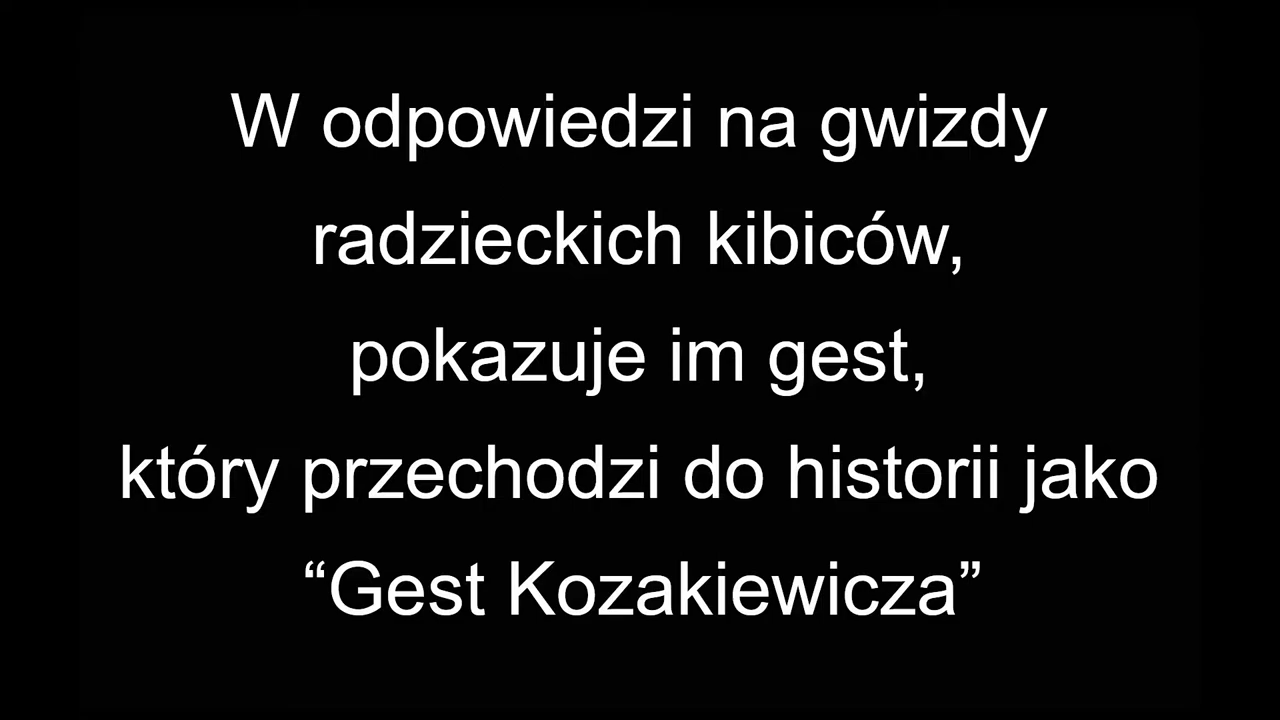 W odpowiedzi na gwizdy
radzieckich kibiców,
pokazuje im gest,
który przechodzi do historii jako
“Gest Kozakiewicza”